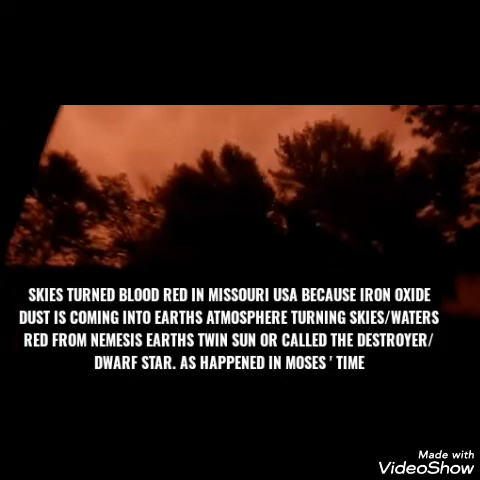 SKIES TURNED BLOOD RED IN MISSOURI USA BECAUSE IRON OXIDE
DUST IS COMING INTO EARTHS ATMOSPHERE TURNING SKIES/WATERS
RED FROM NEMESIS EARTHS TWIN SUN OR CALLED THE DESTROYER/
DWARF STAR. AS HAPPENED IN MOSES ' TIME
Made with
VideoShow